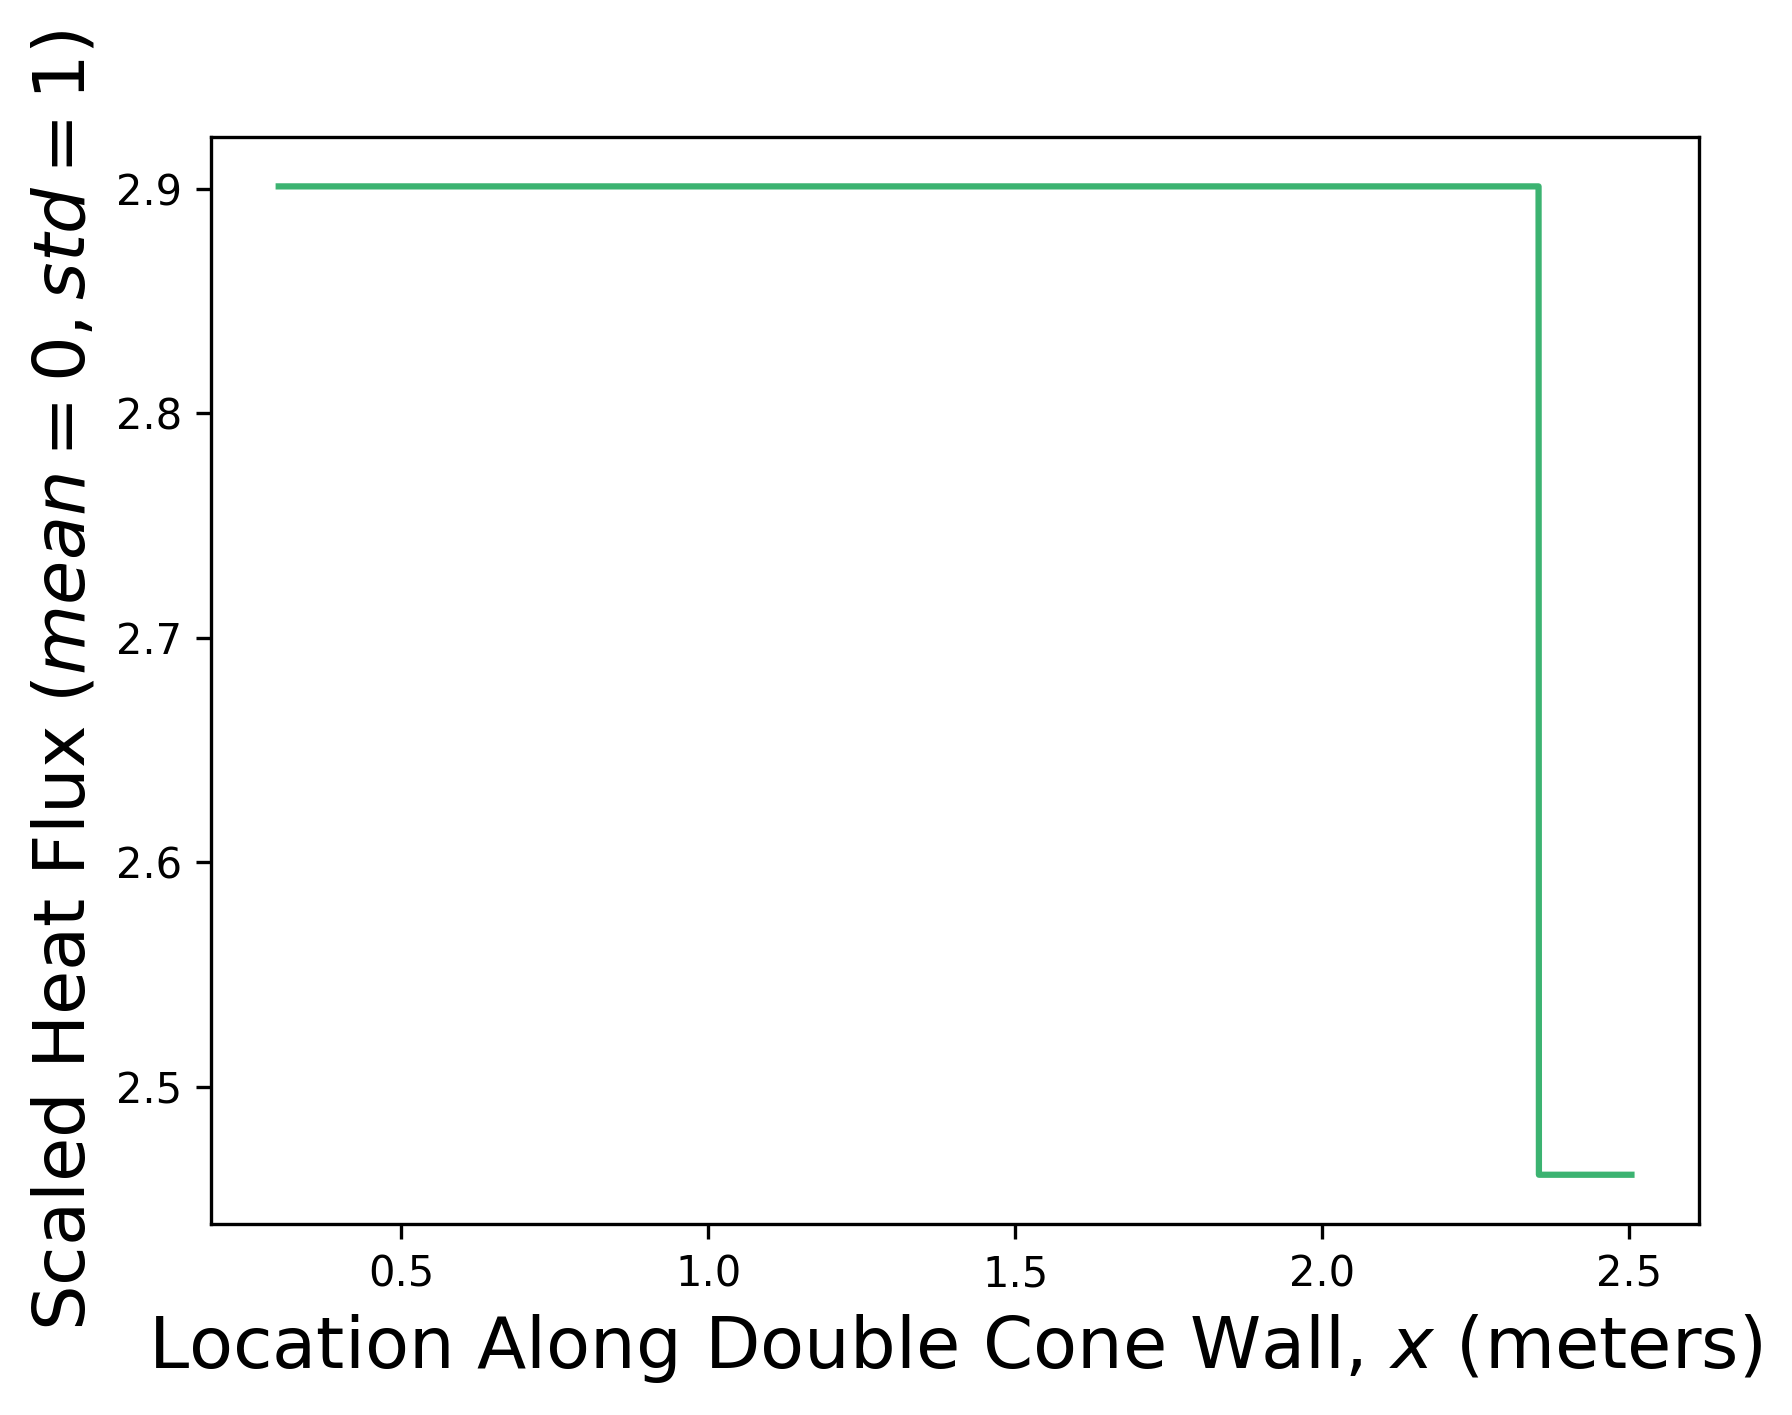 Scaled Heat Flux (mean = 0, std = 1)
2.9
2.8
2.7
2.6
2.5
0.5 1.0 1.5 2.0 2.5
Location Along Double Cone Wall, x (meters)